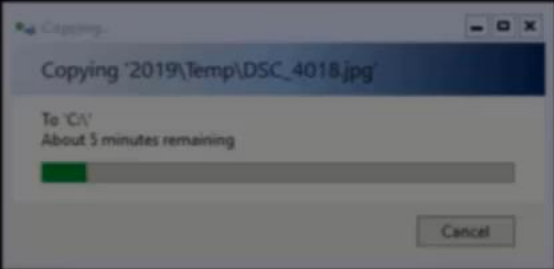 Copying...
Copying '2019\Temp\DSC_4018.jpg'
To 'C:\'
About 5 minutes remaining
Cancel